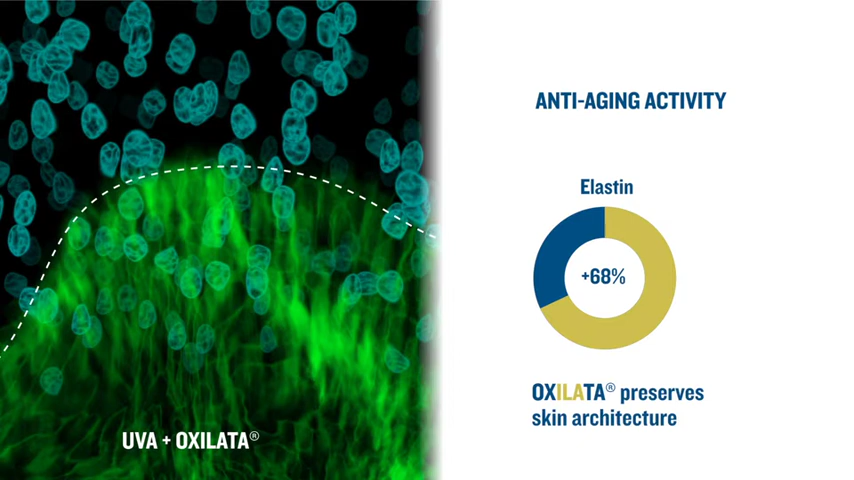 UVA + OXILATA®
ANTI-AGING ACTIVITY
Elastin
+68%
OXILATA® preserves
skin architecture